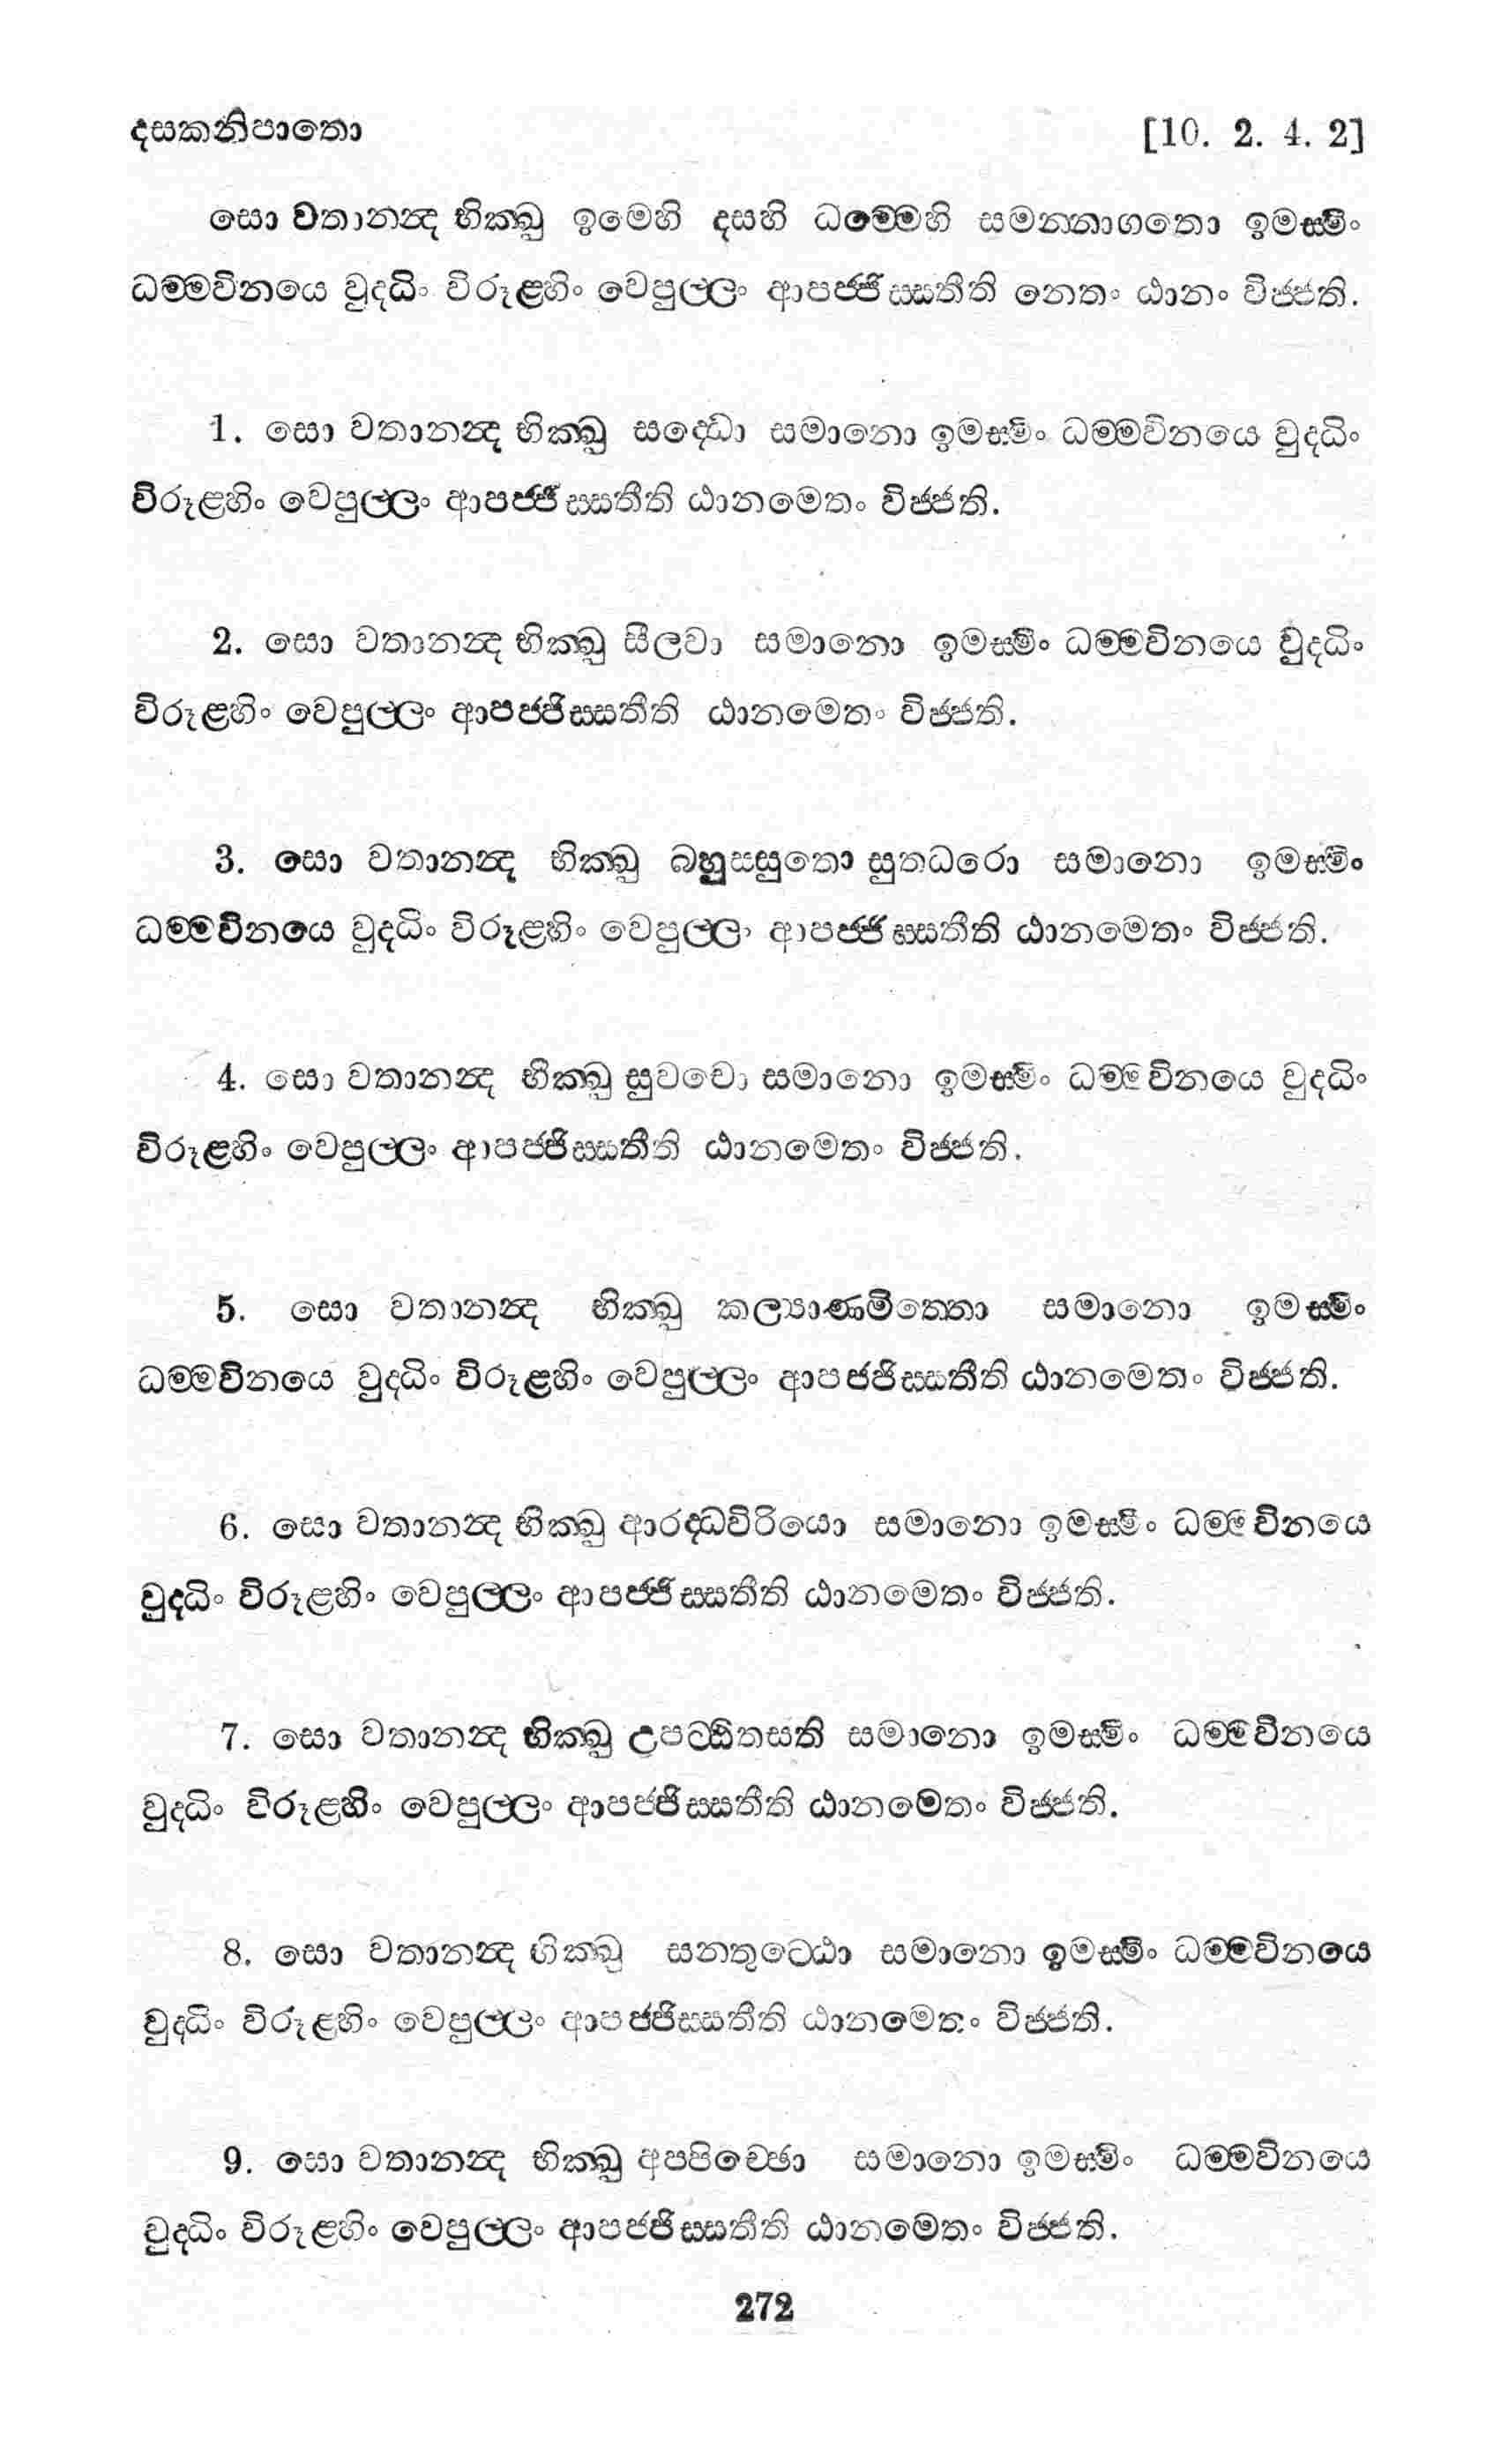 දසකනිපාතො [10. 2. 4. 2]
සො වතානන්‍ද භික්‍ඛු ඉමෙහි දසහි ධම්‍මෙහි සමන්‍නාගතො ඉමස්මිං
ධම්‍මවිනයෙ වුද්‍ධිං විරූළ්හිං වෙපුල්‍ලං ආපජ්ජිස්සතීති නෙතං ඨානං විජ්ජති.
1. සො වතානන්‍ද භික්‍ඛු සද්ධො සමානො ඉමස්මිං ධම්‍මවිනයෙ වුද්‍ධිං
විරූළ්හිං වෙපුල්‍ලං ආපජ්ජිස්සතීති ඨානමෙතං විජ්ජති.
2. සො වතානන්‍ද භික්‍ඛු සීලවා සමානො ඉමස්මිං ධම්‍මවිනයෙ වුද්‍ධිං
විරූළ්හිං වෙපුල්‍ලං ආපජ්ජිස්සතීති ඨානමෙතං විජ්ජති.
3. සො වතානන්‍ද භික්‍ඛු බහුස්සුතො සුතධරො සමානො ඉමස්මිං
ධම්‍මවිනයෙ වුද්‍ධිං විරූළ්හිං වෙපුල්‍ලං ආපජ්ජිස්සතීති ඨානමෙතං විජ්ජති.
4. සො වතානන්‍ද භික්‍ඛු සුවචො සමානො ඉමස්මිං ධම්‍මවිනයෙ වුද්‍ධිං
විරූළ්හිං වෙපුල්‍ලං ආපජ්ජිස්සතීති ඨානමෙතං විජ්ජති.
5. සො වතානන්‍ද භික්‍ඛු කල්‍යාණමිත්තො සමානො ඉමස්මිං
ධම්‍මවිනයෙ වුද්‍ධිං විරූළ්හිං වෙපුල්‍ලං ආපජ්ජිස්සතීති ඨානමෙතං විජ්ජති.
6. සො වතානන්‍ද භික්‍ඛු ආරද්‍ධවිරියො සමානො ඉමස්මිං ධම්‍මවිනයෙ
වුද්‍ධිං විරූළ්හිං වෙපුල්‍ලං ආපජ්ජිස්සතීති ඨානමෙතං විජ්ජති.
7. සො වතානන්‍ද භික්‍ඛු උපට්ඨිතසති සමානො ඉමස්මිං ධම්‍මවිනයෙ
වුද්‍ධිං විරූළ්හිං වෙපුල්‍ලං ආපජ්ජිස්සතීති ඨානමෙතං විජ්ජති.
8. සො වතානන්‍ද භික්‍ඛු සන්තුට්ඨො සමානො ඉමස්මිං ධම්‍මවිනයෙ
වුද්‍ධිං විරූළ්හිං වෙපුල්‍ලං ආපජ්ජිස්සතීති ඨානමෙතං විජ්ජති.
9. සො වතානන්‍ද භික්‍ඛු අප්පිච්ඡො සමානො ඉමස්මිං ධම්‍මවිනයෙ
වුද්‍ධිං විරූළ්හිං වෙපුල්‍ලං ආපජ්ජිස්සතීති ඨානමෙතං විජ්ජති.
272